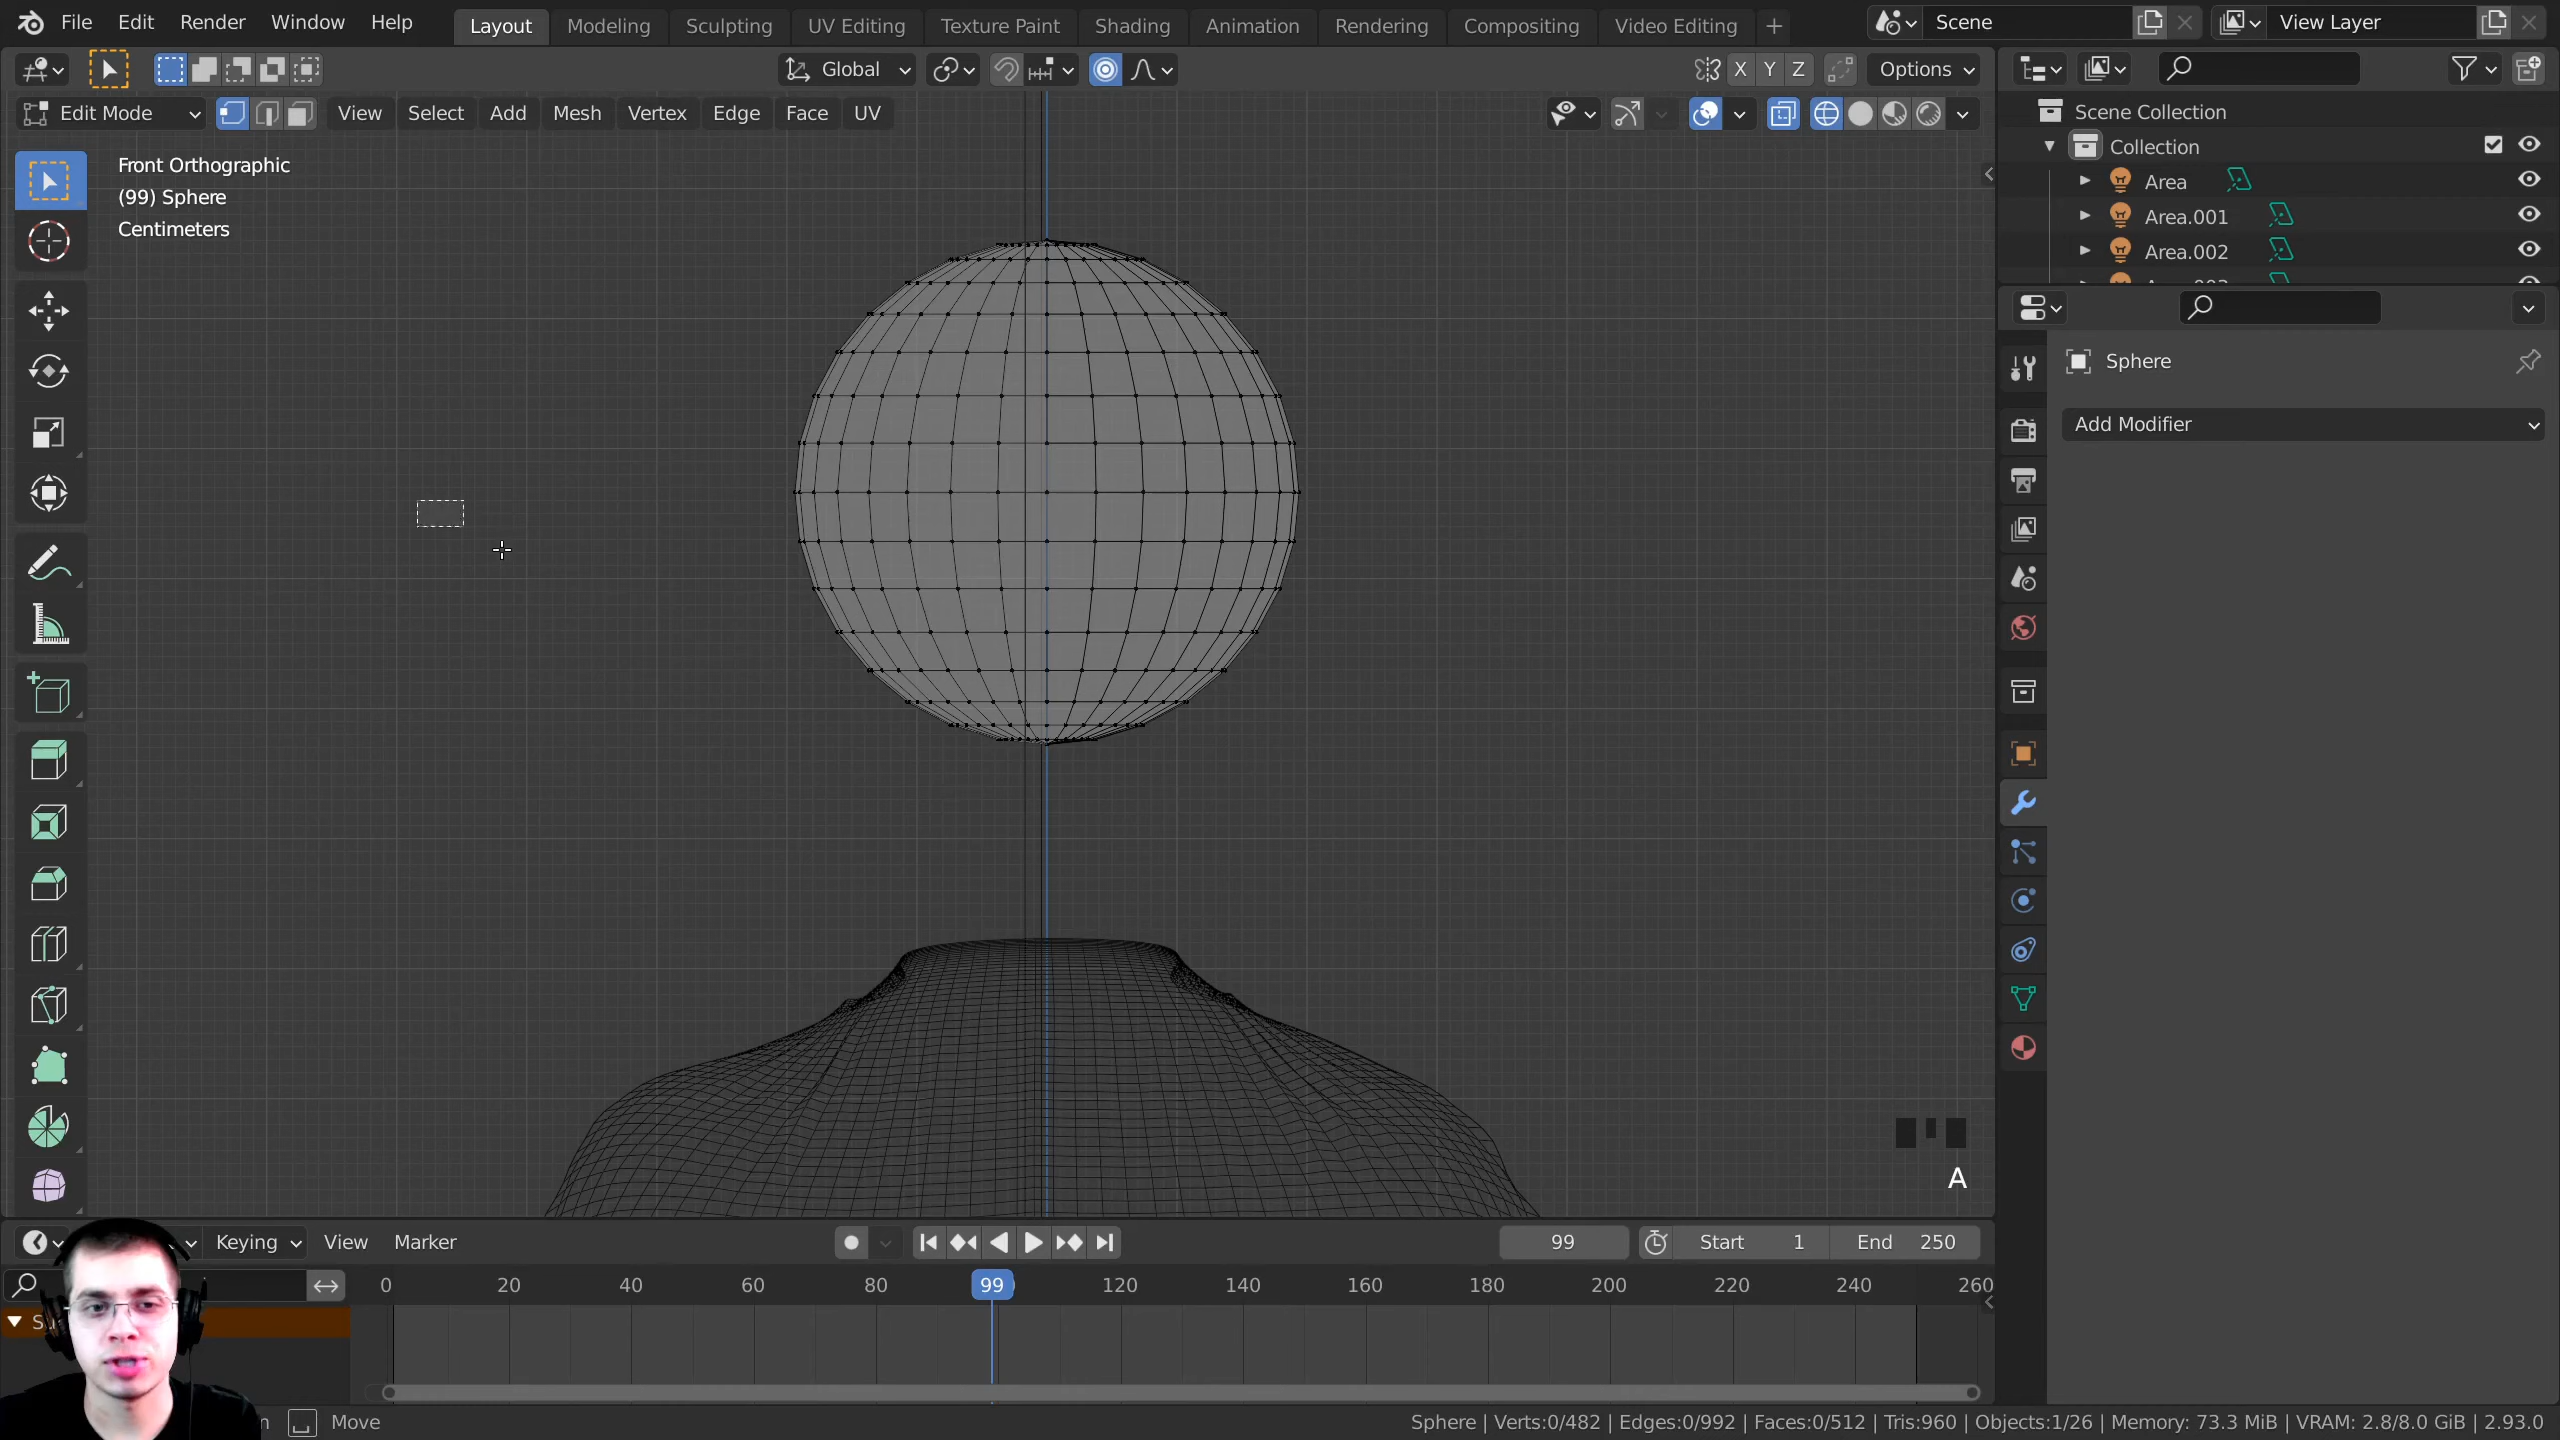 File Edit Render Window Help Layout Modeling Sculpting UV Editing Texture Paint Shading Animation Rendering Compositing Video Editing + Scene View Layer
Global X Y Z Options
Edit Mode View Select Add Mesh Vertex Edge Face UV
Scene Collection
Collection
Area
Area.001
Area.002
Front Orthographic
(99) Sphere
Centimeters
Sphere
Add Modifier
A
Keying View Marker 99 Start 1 End 250
0 20 40 60 80 99 120 140 160 180 200 220 240 260
Move
Sphere | Verts:0/482 | Edges:0/992 | Faces:0/512 | Tris:960 | Objects:1/26 | Memory: 73.3 MiB | VRAM: 2.8/8.0 GiB | 2.93.0